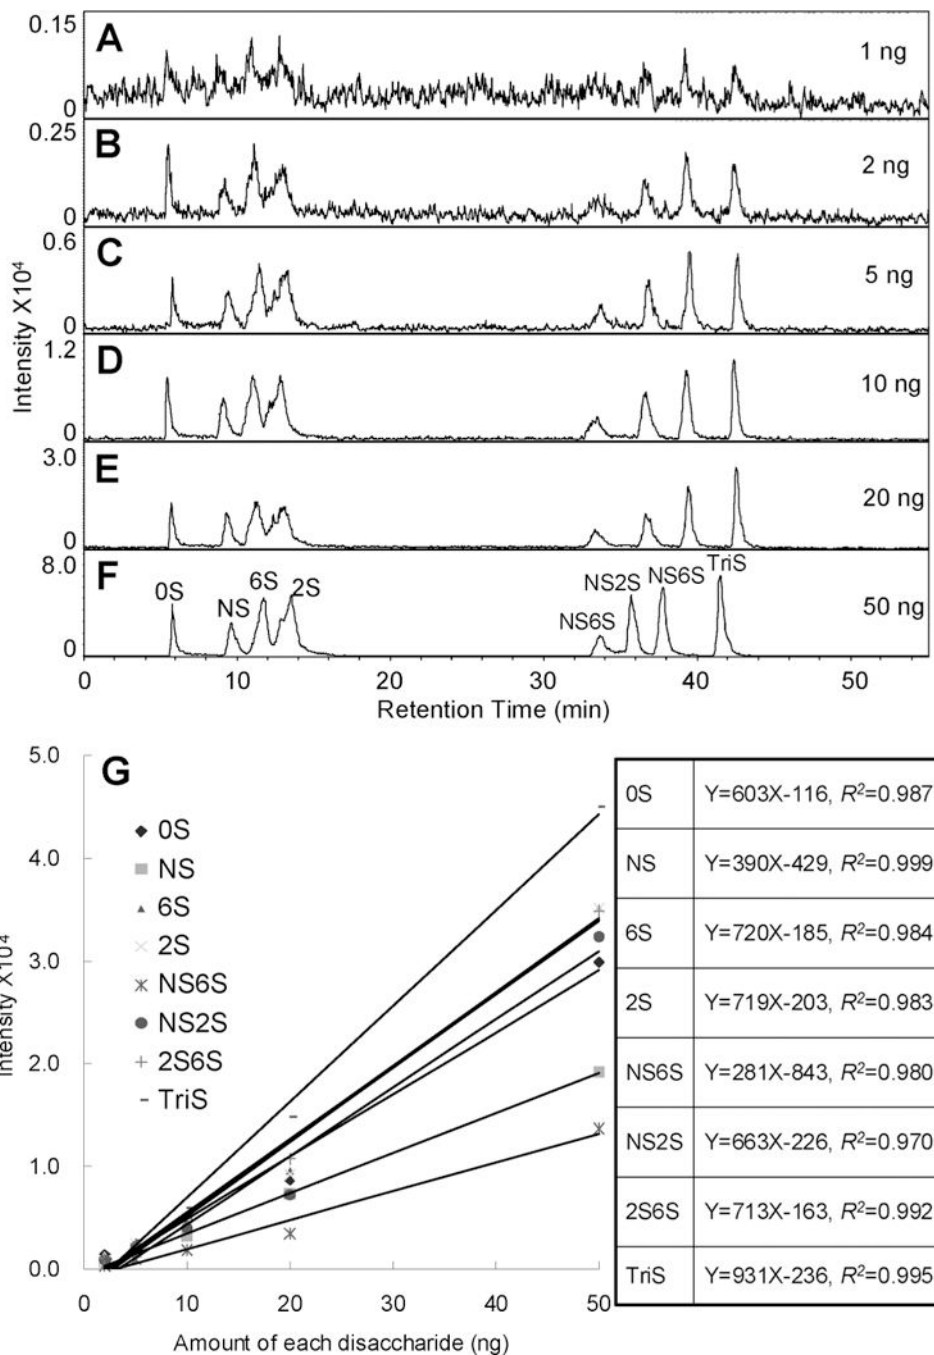 0.15
A
1 ng
0
0.25
B
2 ng
0
0.6
C
5 ng
0
1.2
D
10 ng
0
3.0
E
20 ng
0
8.0
F
0S NS 6S 2S NS6S NS2S NS6S TriS
50 ng
0
Intensity X10⁴
0 10 20 30 40 50
Retention Time (min)
G
5.0
4.0
3.0
2.0
1.0
0.0
Intensity X10⁴
0S
NS
6S
2S
NS6S
NS2S
2S6S
TriS
0 10 20 30 40 50
Amount of each disaccharide (ng)
0S Y=603X-116, R²=0.987
NS Y=390X-429, R²=0.999
6S Y=720X-185, R²=0.984
2S Y=719X-203, R²=0.983
NS6S Y=281X-843, R²=0.980
NS2S Y=663X-226, R²=0.970
2S6S Y=713X-163, R²=0.992
TriS Y=931X-236, R²=0.995